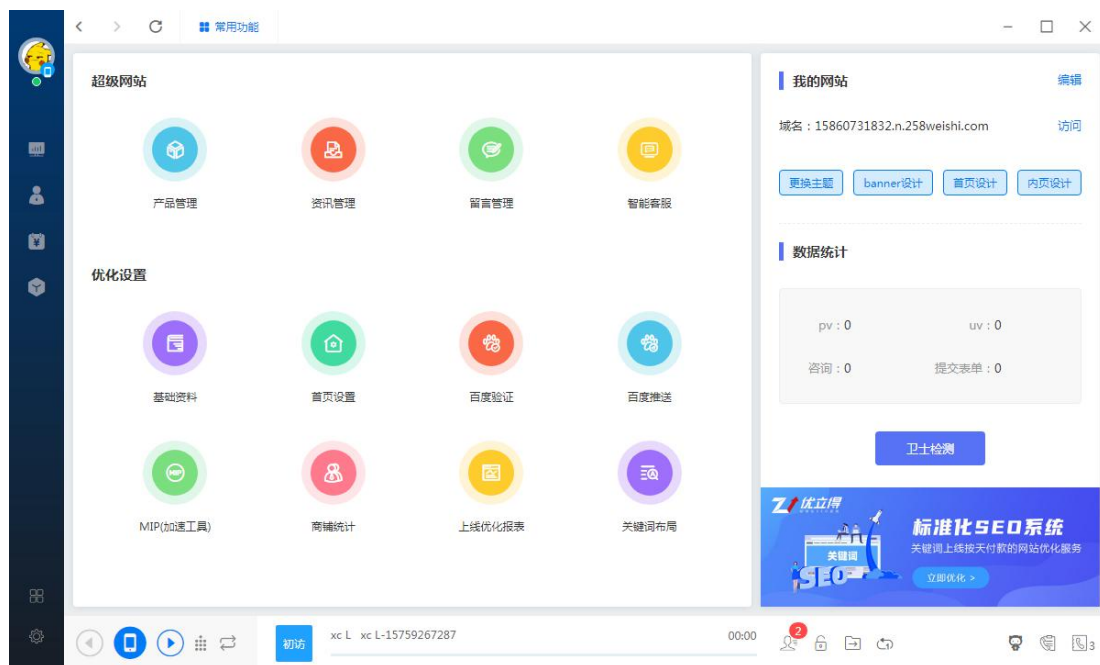 常用功能
超级网站
产品管理
资讯管理
留言管理
智能客服
优化设置
基础资料
首页设置
百度验证
百度推送
MIP(加速工具)
商铺统计
上线优化报表
关键词布局
我的网站
编辑
域名：15860731832.n.258weishi.com
访问
更换主题
banner设计
首页设计
内页设计
数据统计
pv：0
uv：0
咨询：0
提交表单：0
卫士检测
优立得
关键词
SEO
标准化SEO系统
关键词上线按天付款的网站优化服务
立即优化 >
初访
xc L xc L-15759267287
00:00
2
3